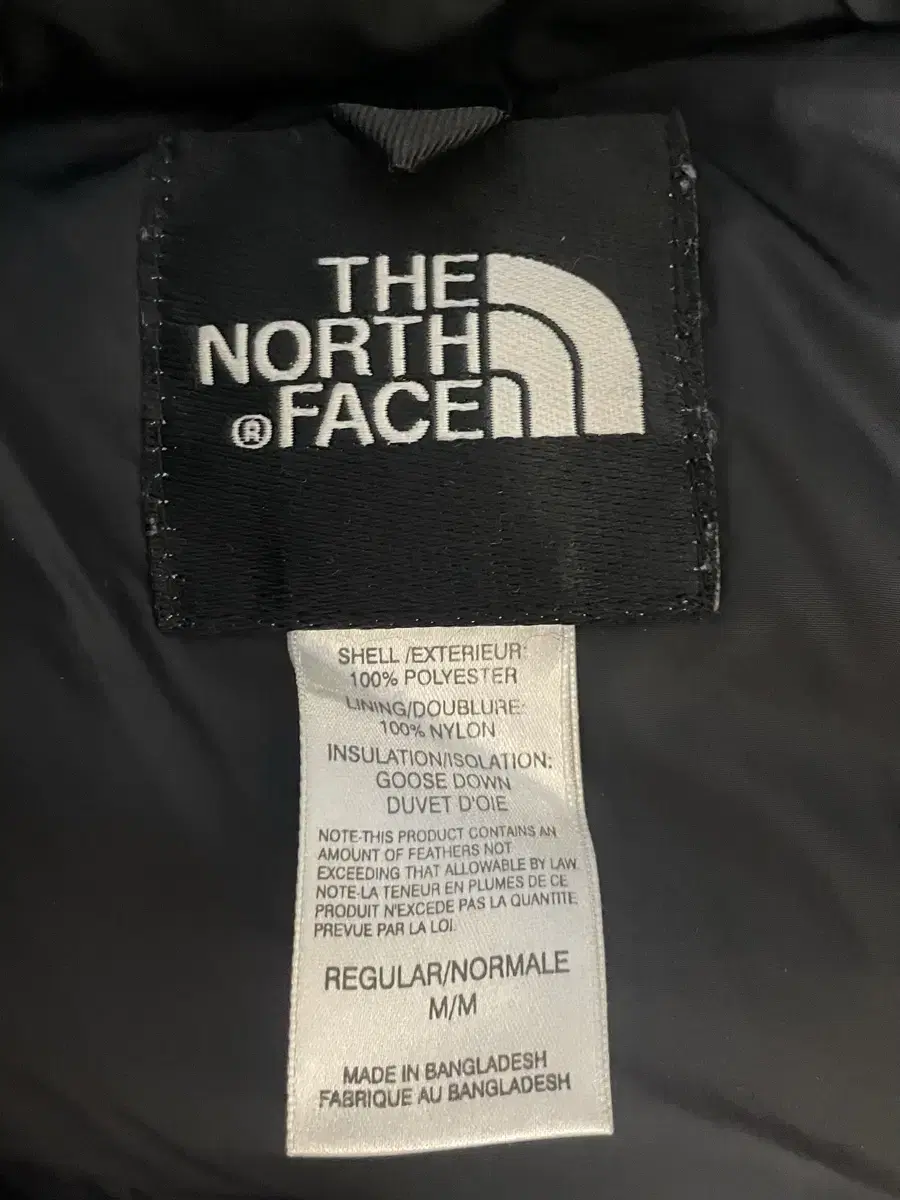 THE
NORTH
®FACE
SHELL /EXTERIEUR:
100% POLYESTER
LINING/DOUBLURE:
100% NYLON
INSULATION/ISOLATION:
GOOSE DOWN
DUVET D'OIE
NOTE-THIS PRODUCT CONTAINS AN
AMOUNT OF FEATHERS NOT
EXCEEDING THAT ALLOWABLE BY LAW.
NOTE-LA TENEUR EN PLUMES DE CE
PRODUIT N'EXCEDE PAS LA QUANTITE
PREVUE PAR LA LOI.
REGULAR/NORMALE
M/M
MADE IN BANGLADESH
FABRIQUE AU BANGLADESH